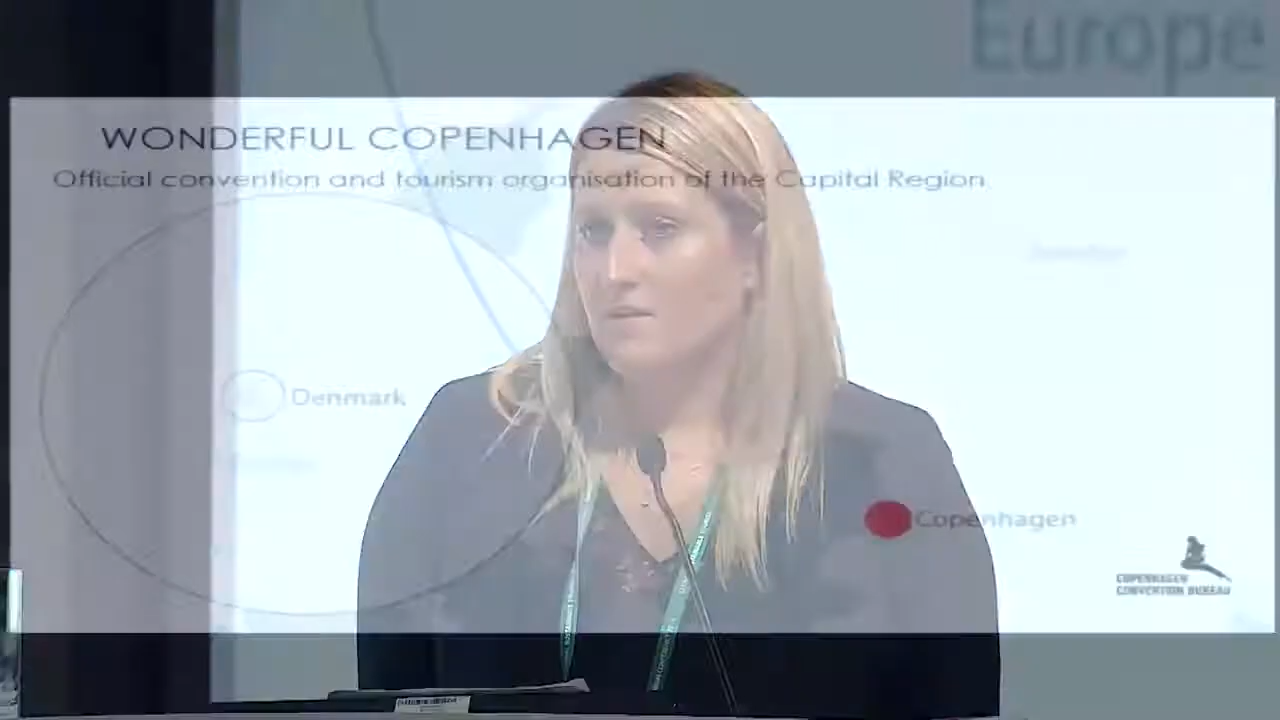 Europe
WONDERFUL COPENHAGEN
Official convention and tourism organisation of the Capital Region
Denmark
Copenhagen
COPENHAGEN
CONVENTION BUREAU